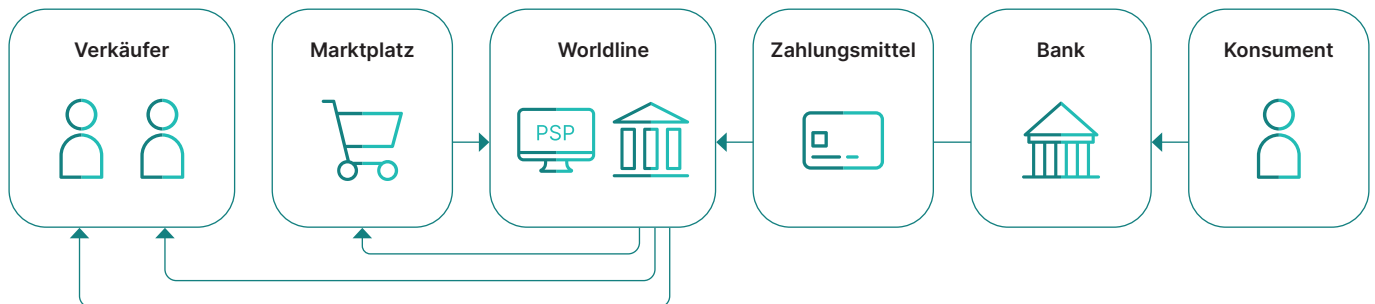 Verkäufer
Marktplatz
Worldline
Zahlungsmittel
Bank
Konsument
PSP